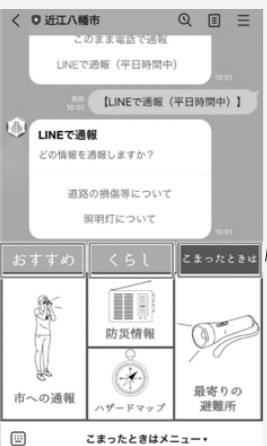 近江八幡市
このまま電話で通報
LINEで通報（平日時間中）
10:01
既読
10:01
【LINEで通報（平日時間中）】
LINEで通報
どの情報を通報しますか？
道路の損傷等について
照明灯について
10:01
おすすめ
くらし
こまったときは
市への通報
防災情報
ハザードマップ
最寄りの
避難所
こまったときはメニュー▾